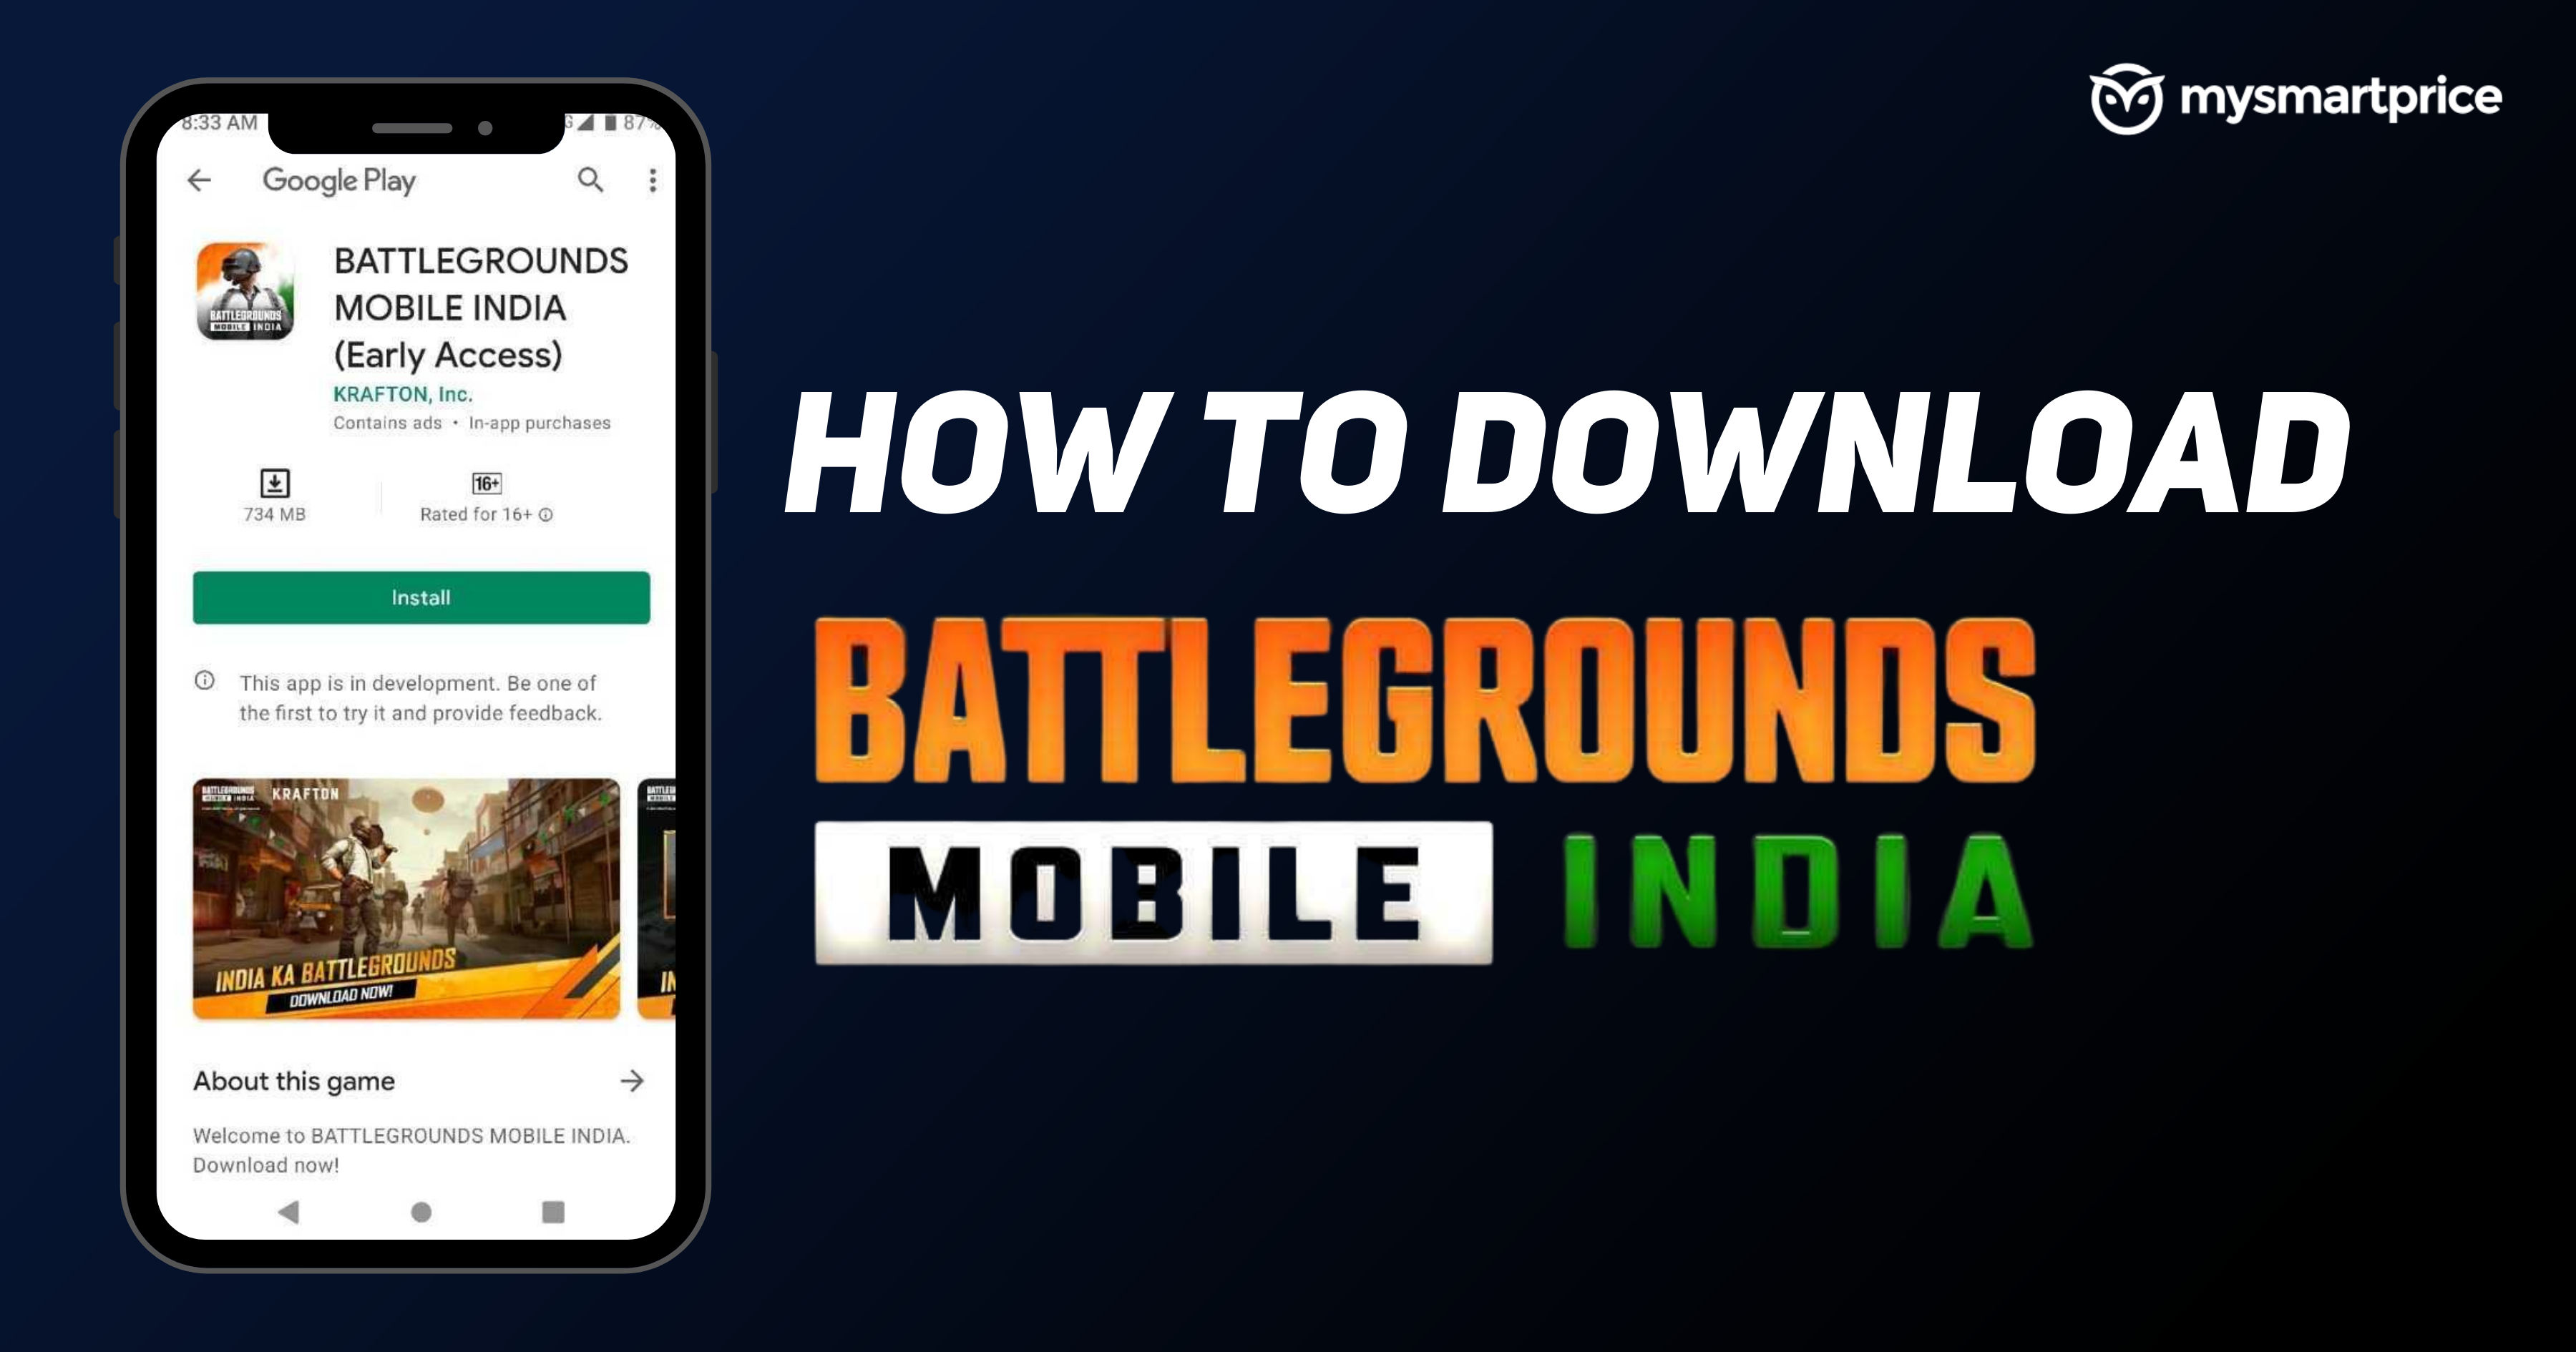 mysmartprice
8:33 AM
87%
Google Play
BATTLEGROUNDS
MOBILE INDIA
(Early Access)
KRAFTON, Inc.
Contains ads • In-app purchases
BATTLEGROUNDS
MOBILE INDIA
16+
734 MB
Rated for 16+
Install
This app is in development. Be one of
the first to try it and provide feedback.
BATTLEGROUNDS
MOBILE INDIA
KRAFTON
INDIA KA BATTLEGROUNDS
DOWNLOAD NOW!
About this game
Welcome to BATTLEGROUNDS MOBILE INDIA.
Download now!
HOW TO DOWNLOAD
BATTLEGROUNDS
MOBILE INDIA